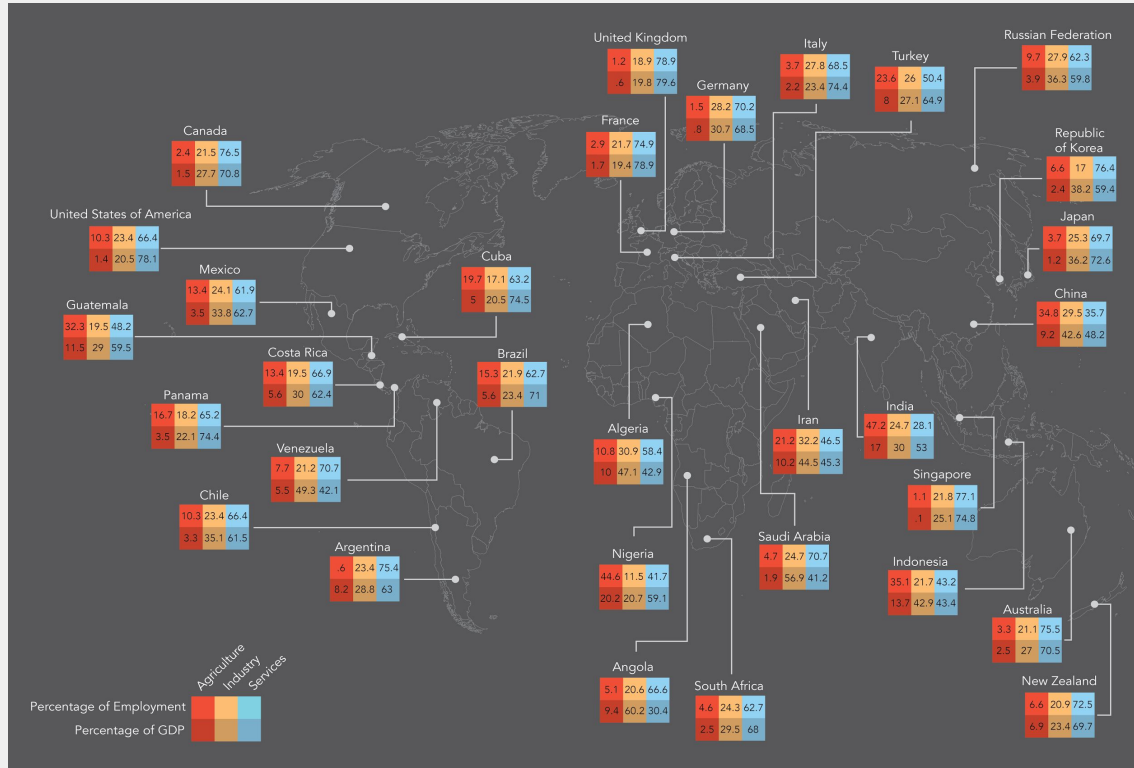 United Kingdom
1.2 18.9 78.9
.6 19.8 79.6
Italy
3.7 27.8 68.5
2.2 23.4 74.4
Turkey
23.6 26 50.4
8 27.1 64.9
Russian Federation
9.7 27.9 62.3
3.9 36.3 59.8
Germany
1.5 28.2 70.2
.8 30.7 68.5
France
2.9 21.7 74.9
1.7 19.4 78.9
Canada
2.4 21.5 76.5
1.5 27.7 70.8
Republic
of Korea
6.6 17 76.4
2.4 38.2 59.4
United States of America
10.3 23.4 66.4
1.4 20.5 78.1
Japan
3.7 25.3 69.7
1.2 36.2 72.6
Mexico
13.4 24.1 61.9
3.5 33.8 62.7
Cuba
19.7 17.1 63.2
5 20.5 74.5
Guatemala
32.3 19.5 48.2
11.5 29 59.5
China
34.8 29.5 35.7
9.2 42.6 48.2
Costa Rica
13.4 19.5 66.9
5.6 30 62.4
Brazil
15.3 21.9 62.7
5.6 23.4 71
Panama
16.7 18.2 65.2
3.5 22.1 74.4
Venezuela
7.7 21.2 70.7
5.5 49.3 42.1
Algeria
10.8 30.9 58.4
10 47.1 42.9
Iran
21.2 32.2 46.5
10.2 44.5 45.3
India
47.2 24.7 28.1
17 30 53
Singapore
1.1 21.8 77.1
.1 25.1 74.8
Chile
10.3 23.4 66.4
3.3 35.1 61.5
Argentina
.6 23.4 75.4
8.2 28.8 63
Nigeria
44.6 11.5 41.7
20.2 20.7 59.1
Saudi Arabia
4.7 24.7 70.7
1.9 56.9 41.2
Indonesia
35.1 21.7 43.2
13.7 42.9 43.4
Australia
3.3 21.1 75.5
2.5 27 70.5
Angola
5.1 20.6 66.6
9.4 60.2 30.4
South Africa
4.6 24.3 62.7
2.5 29.5 68
New Zealand
6.6 20.9 72.5
6.9 23.4 69.7
Agriculture
Industry
Services
Percentage of Employment
Percentage of GDP